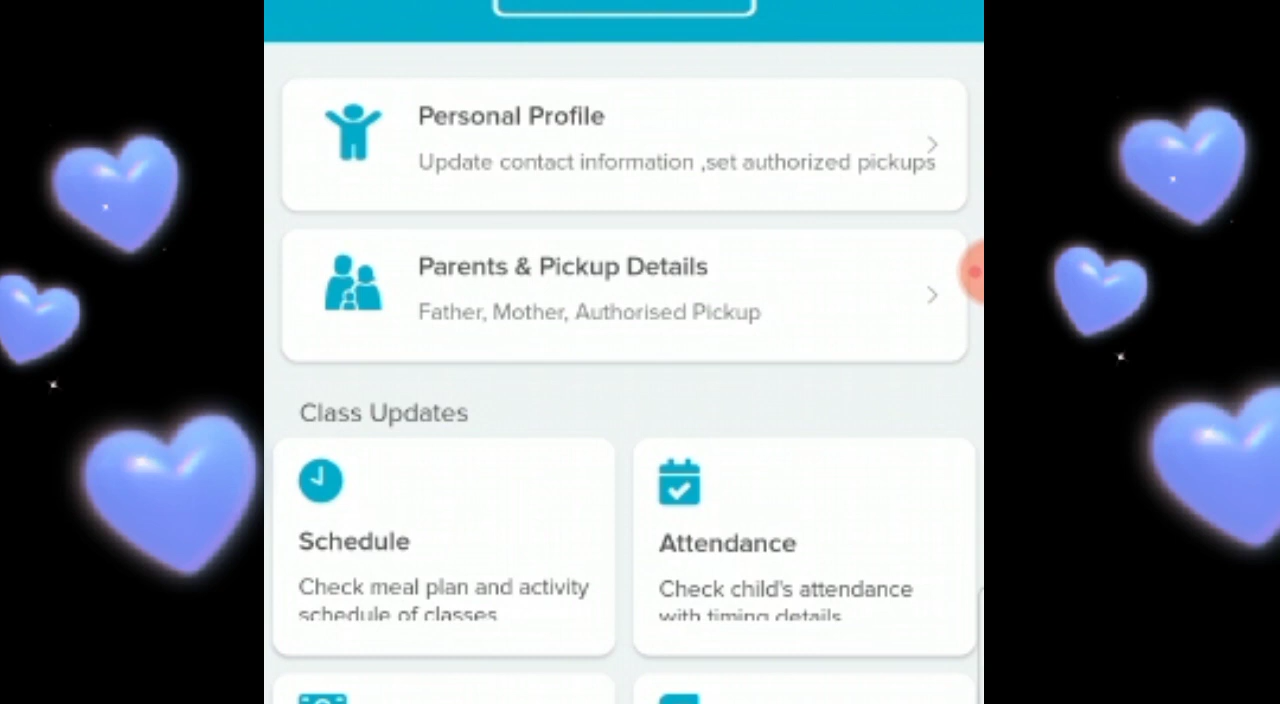 Personal Profile
Update contact information ,set authorized pickups
Parents & Pickup Details
Father, Mother, Authorised Pickup
Class Updates
Schedule
Check meal plan and activity
schedule of classes
Attendance
Check child's attendance
with timing details